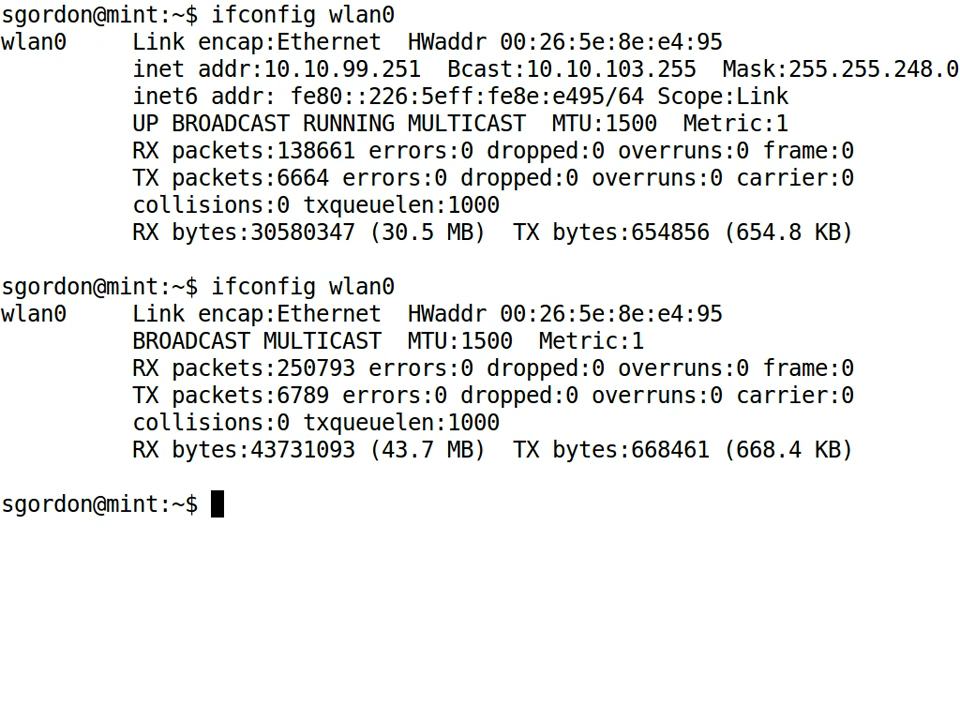 sgordon@mint:~$ ifconfig wlan0
wlan0     Link encap:Ethernet  HWaddr 00:26:5e:8e:e4:95
          inet addr:10.10.99.251  Bcast:10.10.103.255  Mask:255.255.248.0
          inet6 addr: fe80::226:5eff:fe8e:e495/64 Scope:Link
          UP BROADCAST RUNNING MULTICAST  MTU:1500  Metric:1
          RX packets:138661 errors:0 dropped:0 overruns:0 frame:0
          TX packets:6664 errors:0 dropped:0 overruns:0 carrier:0
          collisions:0 txqueuelen:1000
          RX bytes:30580347 (30.5 MB)  TX bytes:654856 (654.8 KB)

sgordon@mint:~$ ifconfig wlan0
wlan0     Link encap:Ethernet  HWaddr 00:26:5e:8e:e4:95
          BROADCAST MULTICAST  MTU:1500  Metric:1
          RX packets:250793 errors:0 dropped:0 overruns:0 frame:0
          TX packets:6789 errors:0 dropped:0 overruns:0 carrier:0
          collisions:0 txqueuelen:1000
          RX bytes:43731093 (43.7 MB)  TX bytes:668461 (668.4 KB)

sgordon@mint:~$